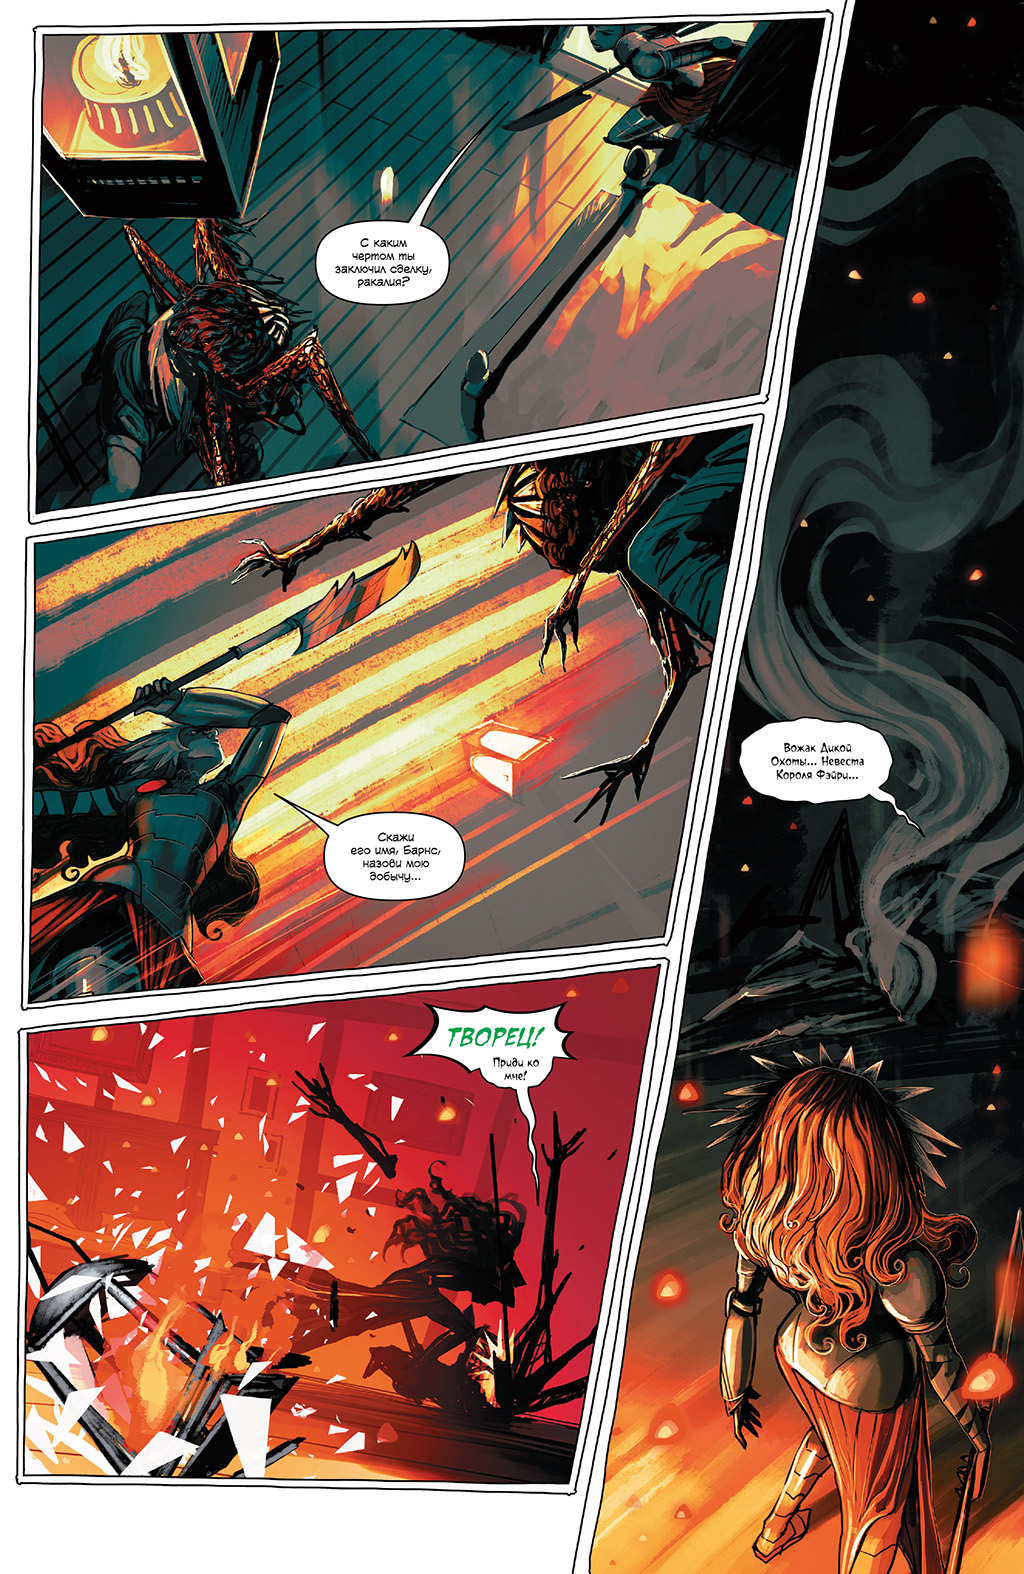 С каким
чертом ты
заключил сделку,
ракалия?
Скажи
его имя, Барнс,
назови мою
добычу...
ТВОРЕЦ!
Приди ко
мне!
Вожак Дикой
Охоты... Невеста
Короля Фэйри...